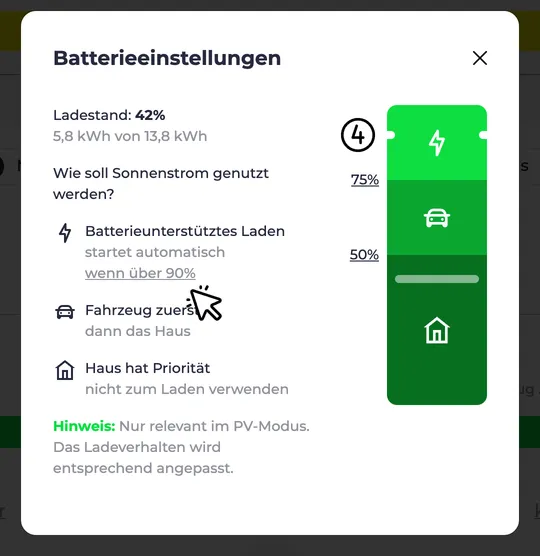 Batterieeinstellungen
Ladestand: 42%
5,8 kWh von 13,8 kWh
Wie soll Sonnenstrom genutzt
werden?
Batterieunterstütztes Laden
startet automatisch
wenn über 90%
Fahrzeug
dann das Haus
Haus hat Priorität
nicht zum Laden verwenden
Hinweis: Nur relevant im PV-Modus.
Das Ladeverhalten wird
entsprechend angepasst.
4
75%
50%